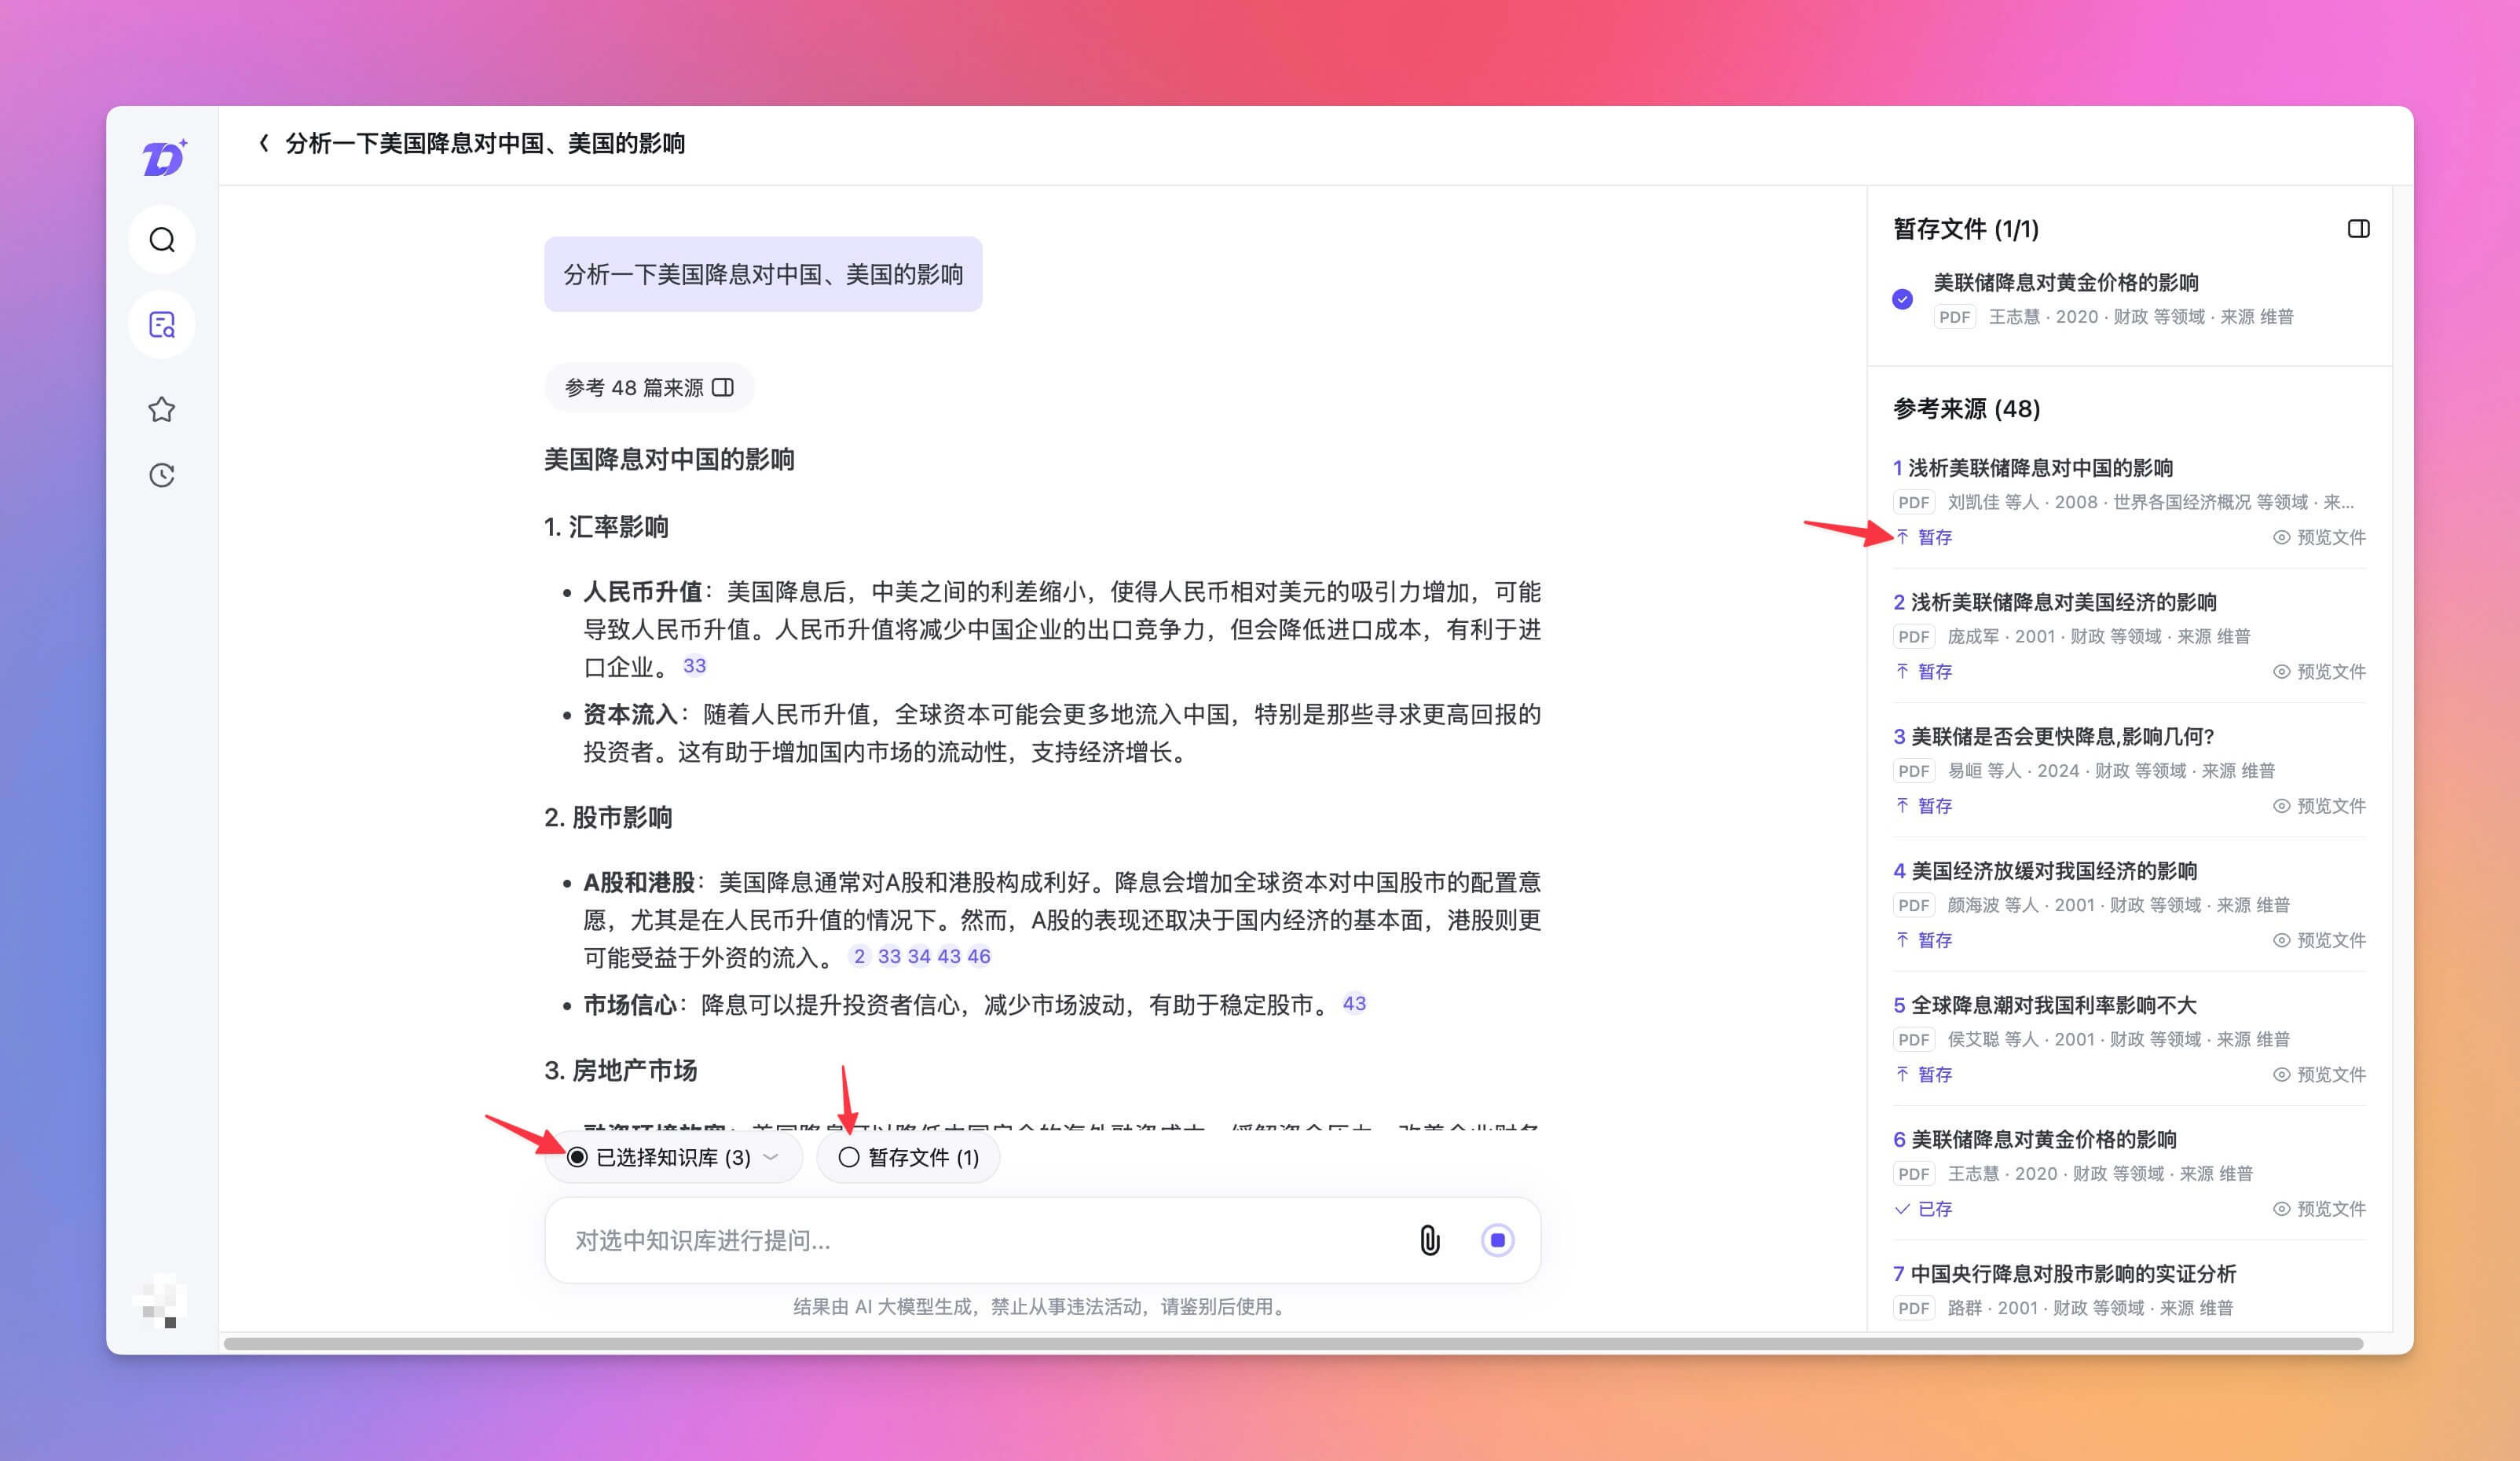 分析一下美国降息对中国、美国的影响
分析一下美国降息对中国、美国的影响
参考 48 篇来源
美国降息对中国的影响
1. 汇率影响
• 人民币升值：美国降息后，中美之间的利差缩小，使得人民币相对美元的吸引力增加，可能
导致人民币升值。人民币升值将减少中国企业的出口竞争力，但会降低进口成本，有利于进
口企业。 33
• 资本流入：随着人民币升值，全球资本可能会更多地流入中国，特别是那些寻求更高回报的
投资者。这有助于增加国内市场的流动性，支持经济增长。
2. 股市影响
• A股和港股：美国降息通常对A股和港股构成利好。降息会增加全球资本对中国股市的配置意
愿，尤其是在人民币升值的情况下。然而，A股的表现还取决于国内经济的基本面，港股则更
可能受益于外资的流入。 2 33 34 43 46
• 市场信心：降息可以提升投资者信心，减少市场波动，有助于稳定股市。 43
3. 房地产市场
已选择知识库 (3)
暂存文件 (1)
对选中知识库进行提问...
结果由 AI 大模型生成，禁止从事违法活动，请鉴别后使用。
暂存文件 (1/1)
美联储降息对黄金价格的影响
PDF 王志慧 · 2020 · 财政 等领域 · 来源 维普
参考来源 (48)
1 浅析美联储降息对中国的影响
PDF 刘凯佳 等人 · 2008 · 世界各国经济概况 等领域 · 来...
暂存 预览文件
2 浅析美联储降息对美国经济的影响
PDF 庞成军 · 2001 · 财政 等领域 · 来源 维普
暂存 预览文件
3 美联储是否会更快降息,影响几何?
PDF 易峘 等人 · 2024 · 财政 等领域 · 来源 维普
暂存 预览文件
4 美国经济放缓对我国经济的影响
PDF 颜海波 等人 · 2001 · 财政 等领域 · 来源 维普
暂存 预览文件
5 全球降息潮对我国利率影响不大
PDF 侯艾聪 等人 · 2001 · 财政 等领域 · 来源 维普
暂存 预览文件
6 美联储降息对黄金价格的影响
PDF 王志慧 · 2020 · 财政 等领域 · 来源 维普
已存 预览文件
7 中国央行降息对股市影响的实证分析
PDF 路群 · 2001 · 财政 等领域 · 来源 维普